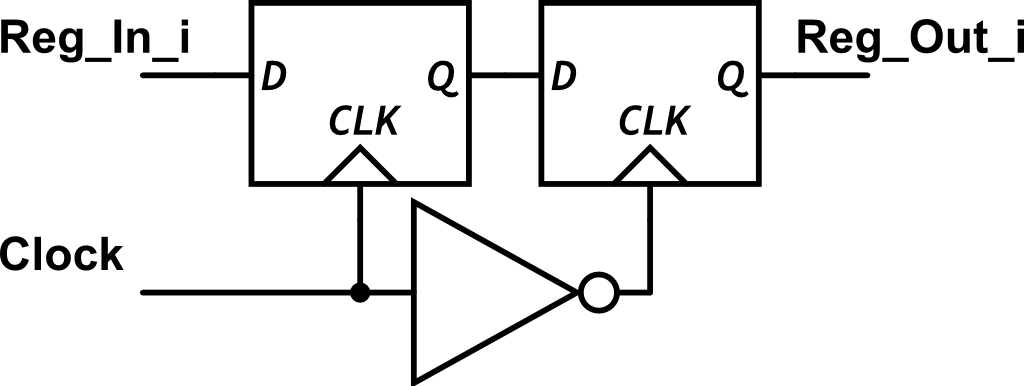 Reg_In_i
Reg_Out_i
D
Q
D
Q
CLK
CLK
Clock